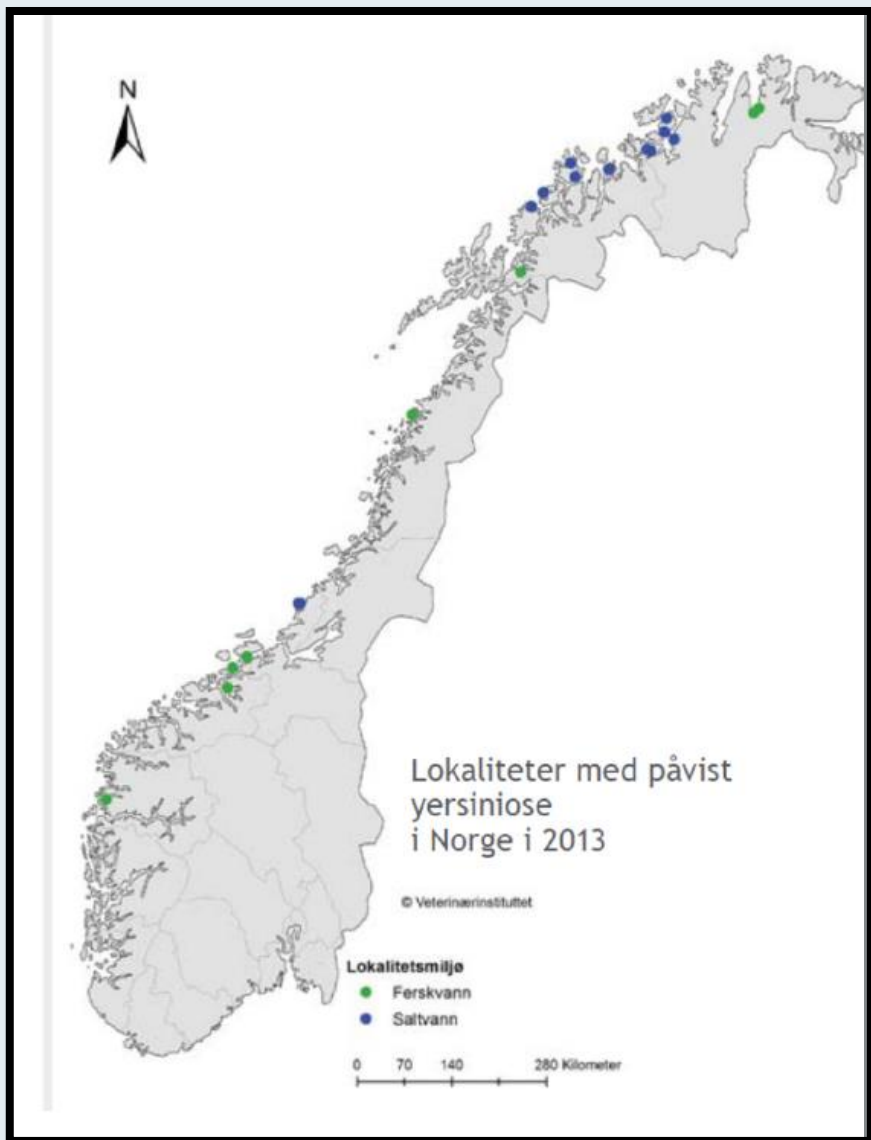 N
Lokaliteter med påvist
yersiniose
i Norge i 2013
© Veterinærinstituttet
Lokalitetsmiljø
Ferskvann
Saltvann
0 70 140 280 Kilometer